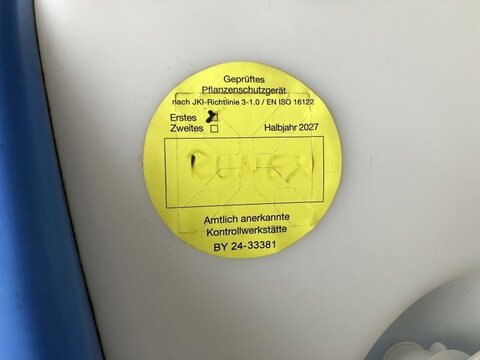 Geprüftes
Pflanzenschutzgerät
nach JKI-Richtlinie 3-1.0 / EN ISO 16122
Erstes
Zweites Halbjahr 2027
Amtlich anerkannte
Kontrollwerkstätte
BY 24-33381